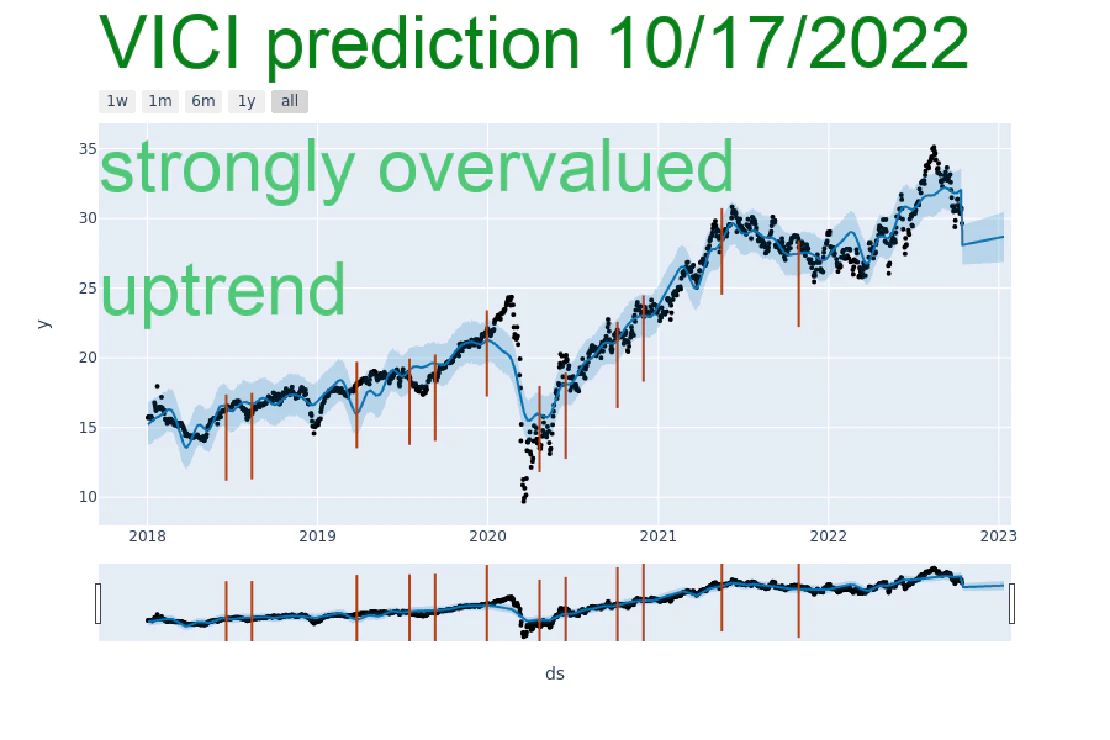 VICI prediction 10/17/2022
1w 1m 6m 1y all
strongly overvalued
uptrend
35
30
25
20
15
10
y
2018 2019 2020 2021 2022 2023
ds